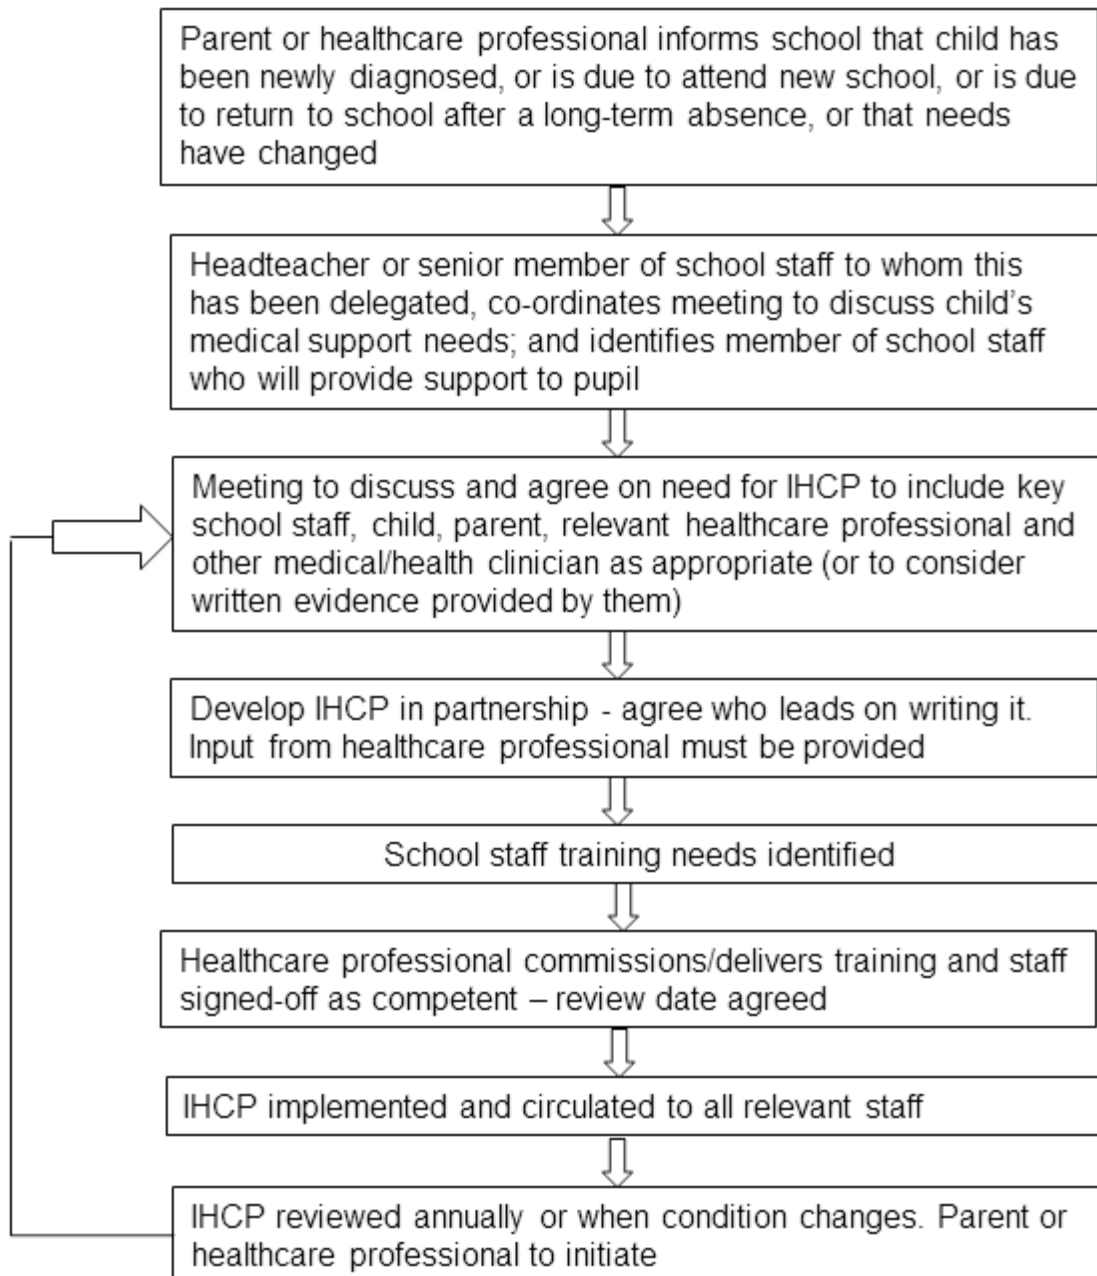 Parent or healthcare professional informs school that child has
been newly diagnosed, or is due to attend new school, or is due
to return to school after a long-term absence, or that needs
have changed
Headteacher or senior member of school staff to whom this
has been delegated, co-ordinates meeting to discuss child's
medical support needs; and identifies member of school staff
who will provide support to pupil
Meeting to discuss and agree on need for IHCP to include key
school staff, child, parent, relevant healthcare professional and
other medical/health clinician as appropriate (or to consider
written evidence provided by them)
Develop IHCP in partnership - agree who leads on writing it.
Input from healthcare professional must be provided
School staff training needs identified
Healthcare professional commissions/delivers training and staff
signed-off as competent – review date agreed
IHCP implemented and circulated to all relevant staff
IHCP reviewed annually or when condition changes. Parent or
healthcare professional to initiate